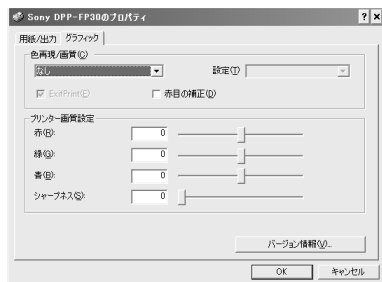 Sony DPP-FP30のプロパティ
用紙/出力 グラフィック
色再現/画質(C)
なし 設定(T)
ExifPrint(E) 赤目の補正(D)
プリンター画質設定
赤(R): 0
緑(G): 0
青(B): 0
シャープネス(S): 0
バージョン情報(V)...
OK キャンセル